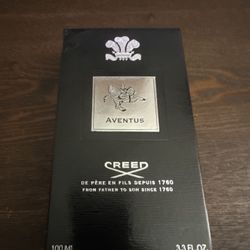 AVENTUS
CREED
DE PÈRE EN FILS DEPUIS 1760
FROM FATHER TO SON SINCE 1760
100 ML 3.3 FL.OZ